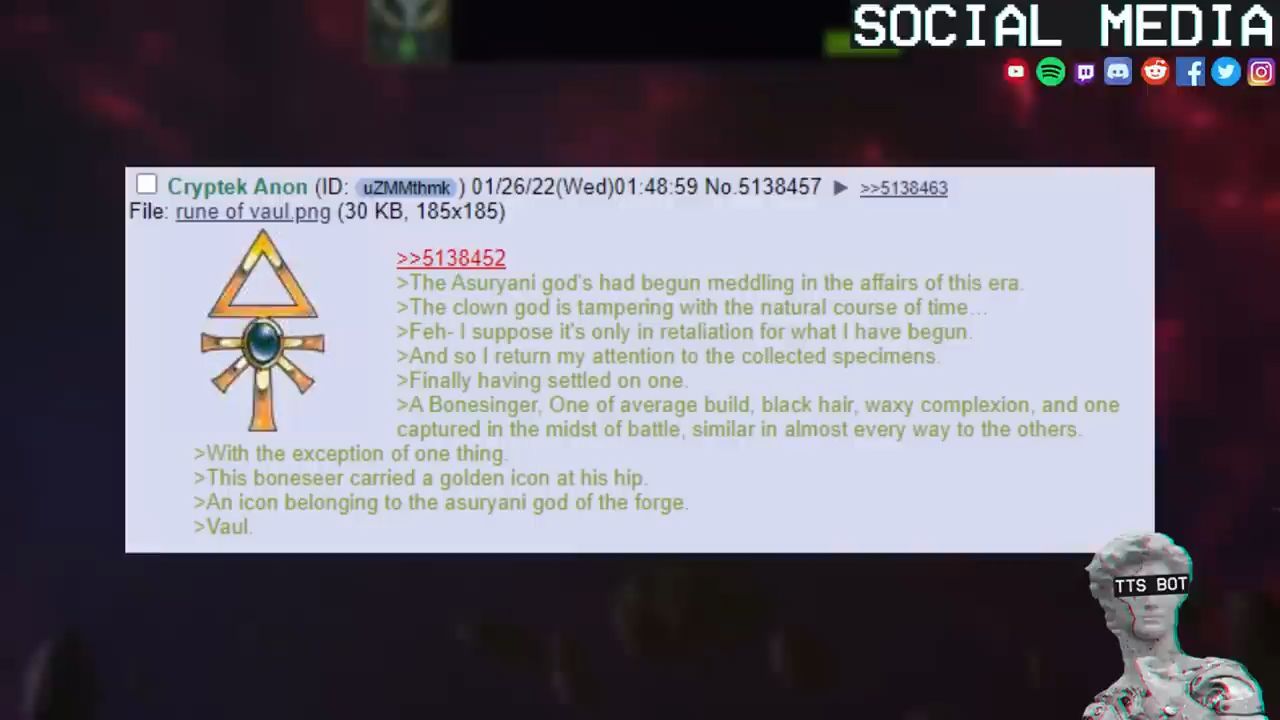 SOCIAL MEDIA
Cryptek Anon (ID: uZMMthmk) 01/26/22(Wed)01:48:59 No.5138457 ▶ >>5138463
File: rune of vaul.png (30 KB, 185x185)
>>5138452
>The Asuryani god's had begun meddling in the affairs of this era.
>The clown god is tampering with the natural course of time...
>Feh- I suppose it's only in retaliation for what I have begun.
>And so I return my attention to the collected specimens.
>Finally having settled on one.
>A Bonesinger, One of average build, black hair, waxy complexion, and one
captured in the midst of battle, similar in almost every way to the others.
>With the exception of one thing.
>This boneseer carried a golden icon at his hip.
>An icon belonging to the asuryani god of the forge.
>Vaul.
TTS BOT